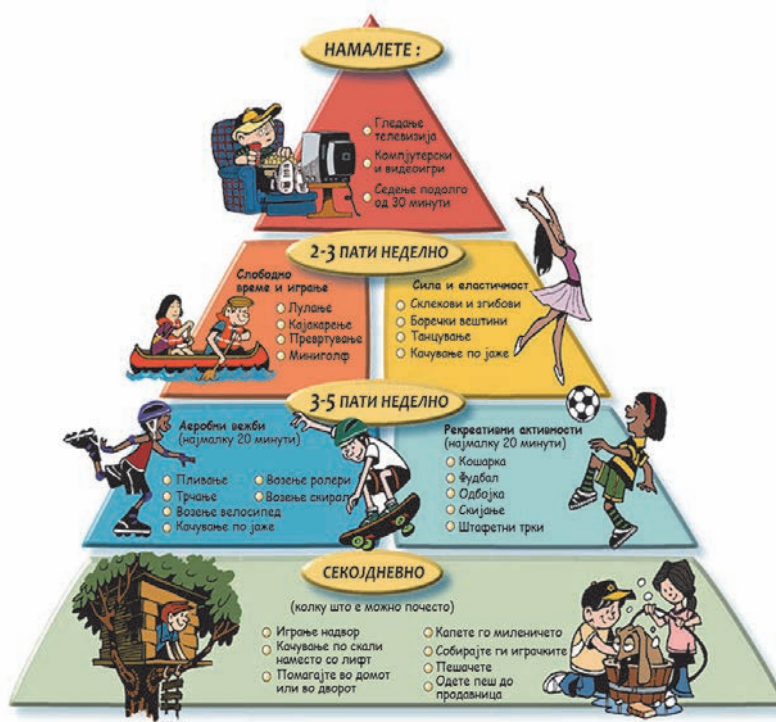 НАМАЛЕТЕ :
Гледање
телевизија
Компјутерски
и видеоигри
Седење подолго
од 30 минути
2-3 ПАТИ НЕДЕЛНО
Слободно
време и играње
Лулање
Кајакарење
Превртување
Миниголф
Сила и еластичност
Склекови и згибови
Боречки вештини
Танцување
Качување по јаже
3-5 ПАТИ НЕДЕЛНО
Аеробни вежби
(најмалку 20 минути)
Пливање
Трчање
Возење велосипед
Качување по јаже
Возење ролери
Возење скирал
Рекреативни активности
(најмалку 20 минути)
Кошарка
Фудбал
Одбојка
Скијање
Штафетни трки
СЕКОЈДНЕВНО
(колку што е можно почесто)
Играње надвор
Качување по скали
наместо со лифт
Помагајте во домот
или во дворот
Капете го миленичето
Собирајте ги играчките
Пешачете
Одете пеш до
продавница